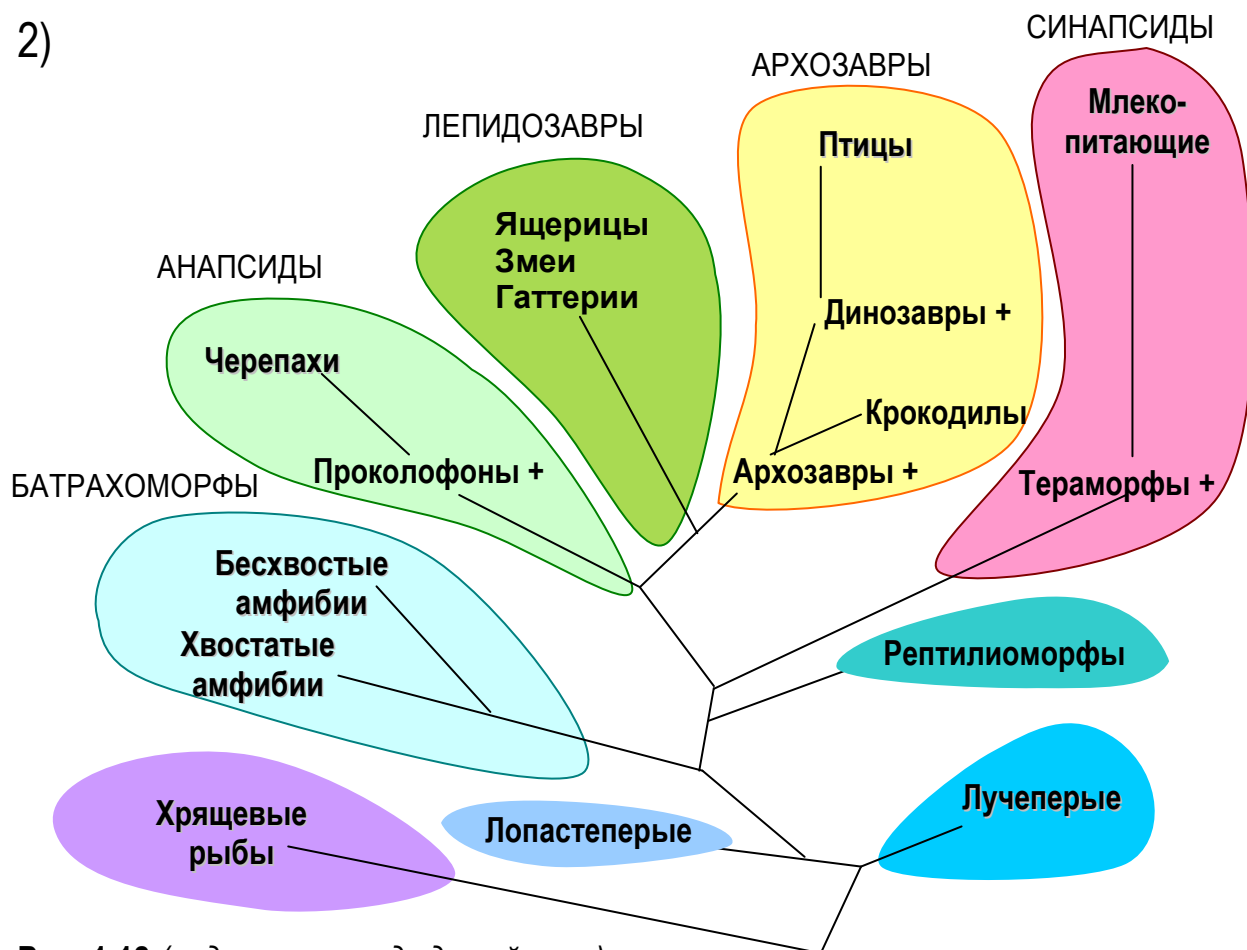 2)
СИНАПСИДЫ
АРХОЗАВРЫ
Млеко-
питающие
ЛЕПИДОЗАВРЫ
Птицы
Ящерицы
Змеи
Гаттерии
АНАПСИДЫ
Динозавры +
Черепахи
Крокодилы
Проколофоны +
Архозавры +
Тераморфы +
БАТРАХОМОРФЫ
Бесхвостые
амфибии
Хвостатые
амфибии
Рептилиоморфы
Хрящевые
рыбы
Лопастеперые
Лучеперые